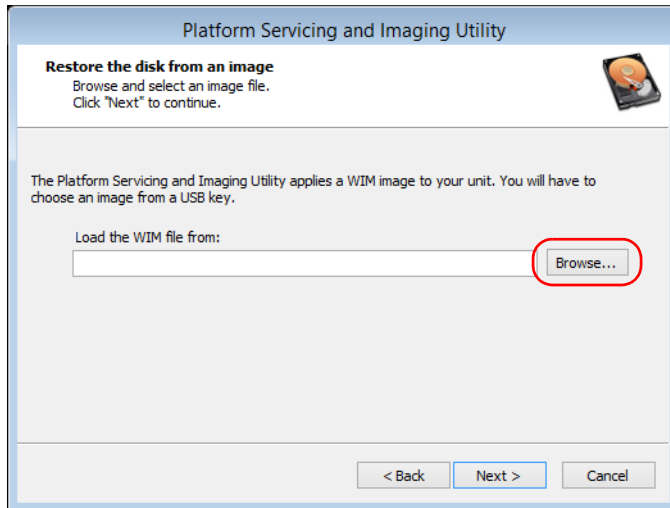 Platform Servicing and Imaging Utility
Restore the disk from an image
Browse and select an image file.
Click "Next" to continue.
The Platform Servicing and Imaging Utility applies a WIM image to your unit. You will have to
choose an image from a USB key.
Load the WIM file from:
Browse...
< Back Next > Cancel